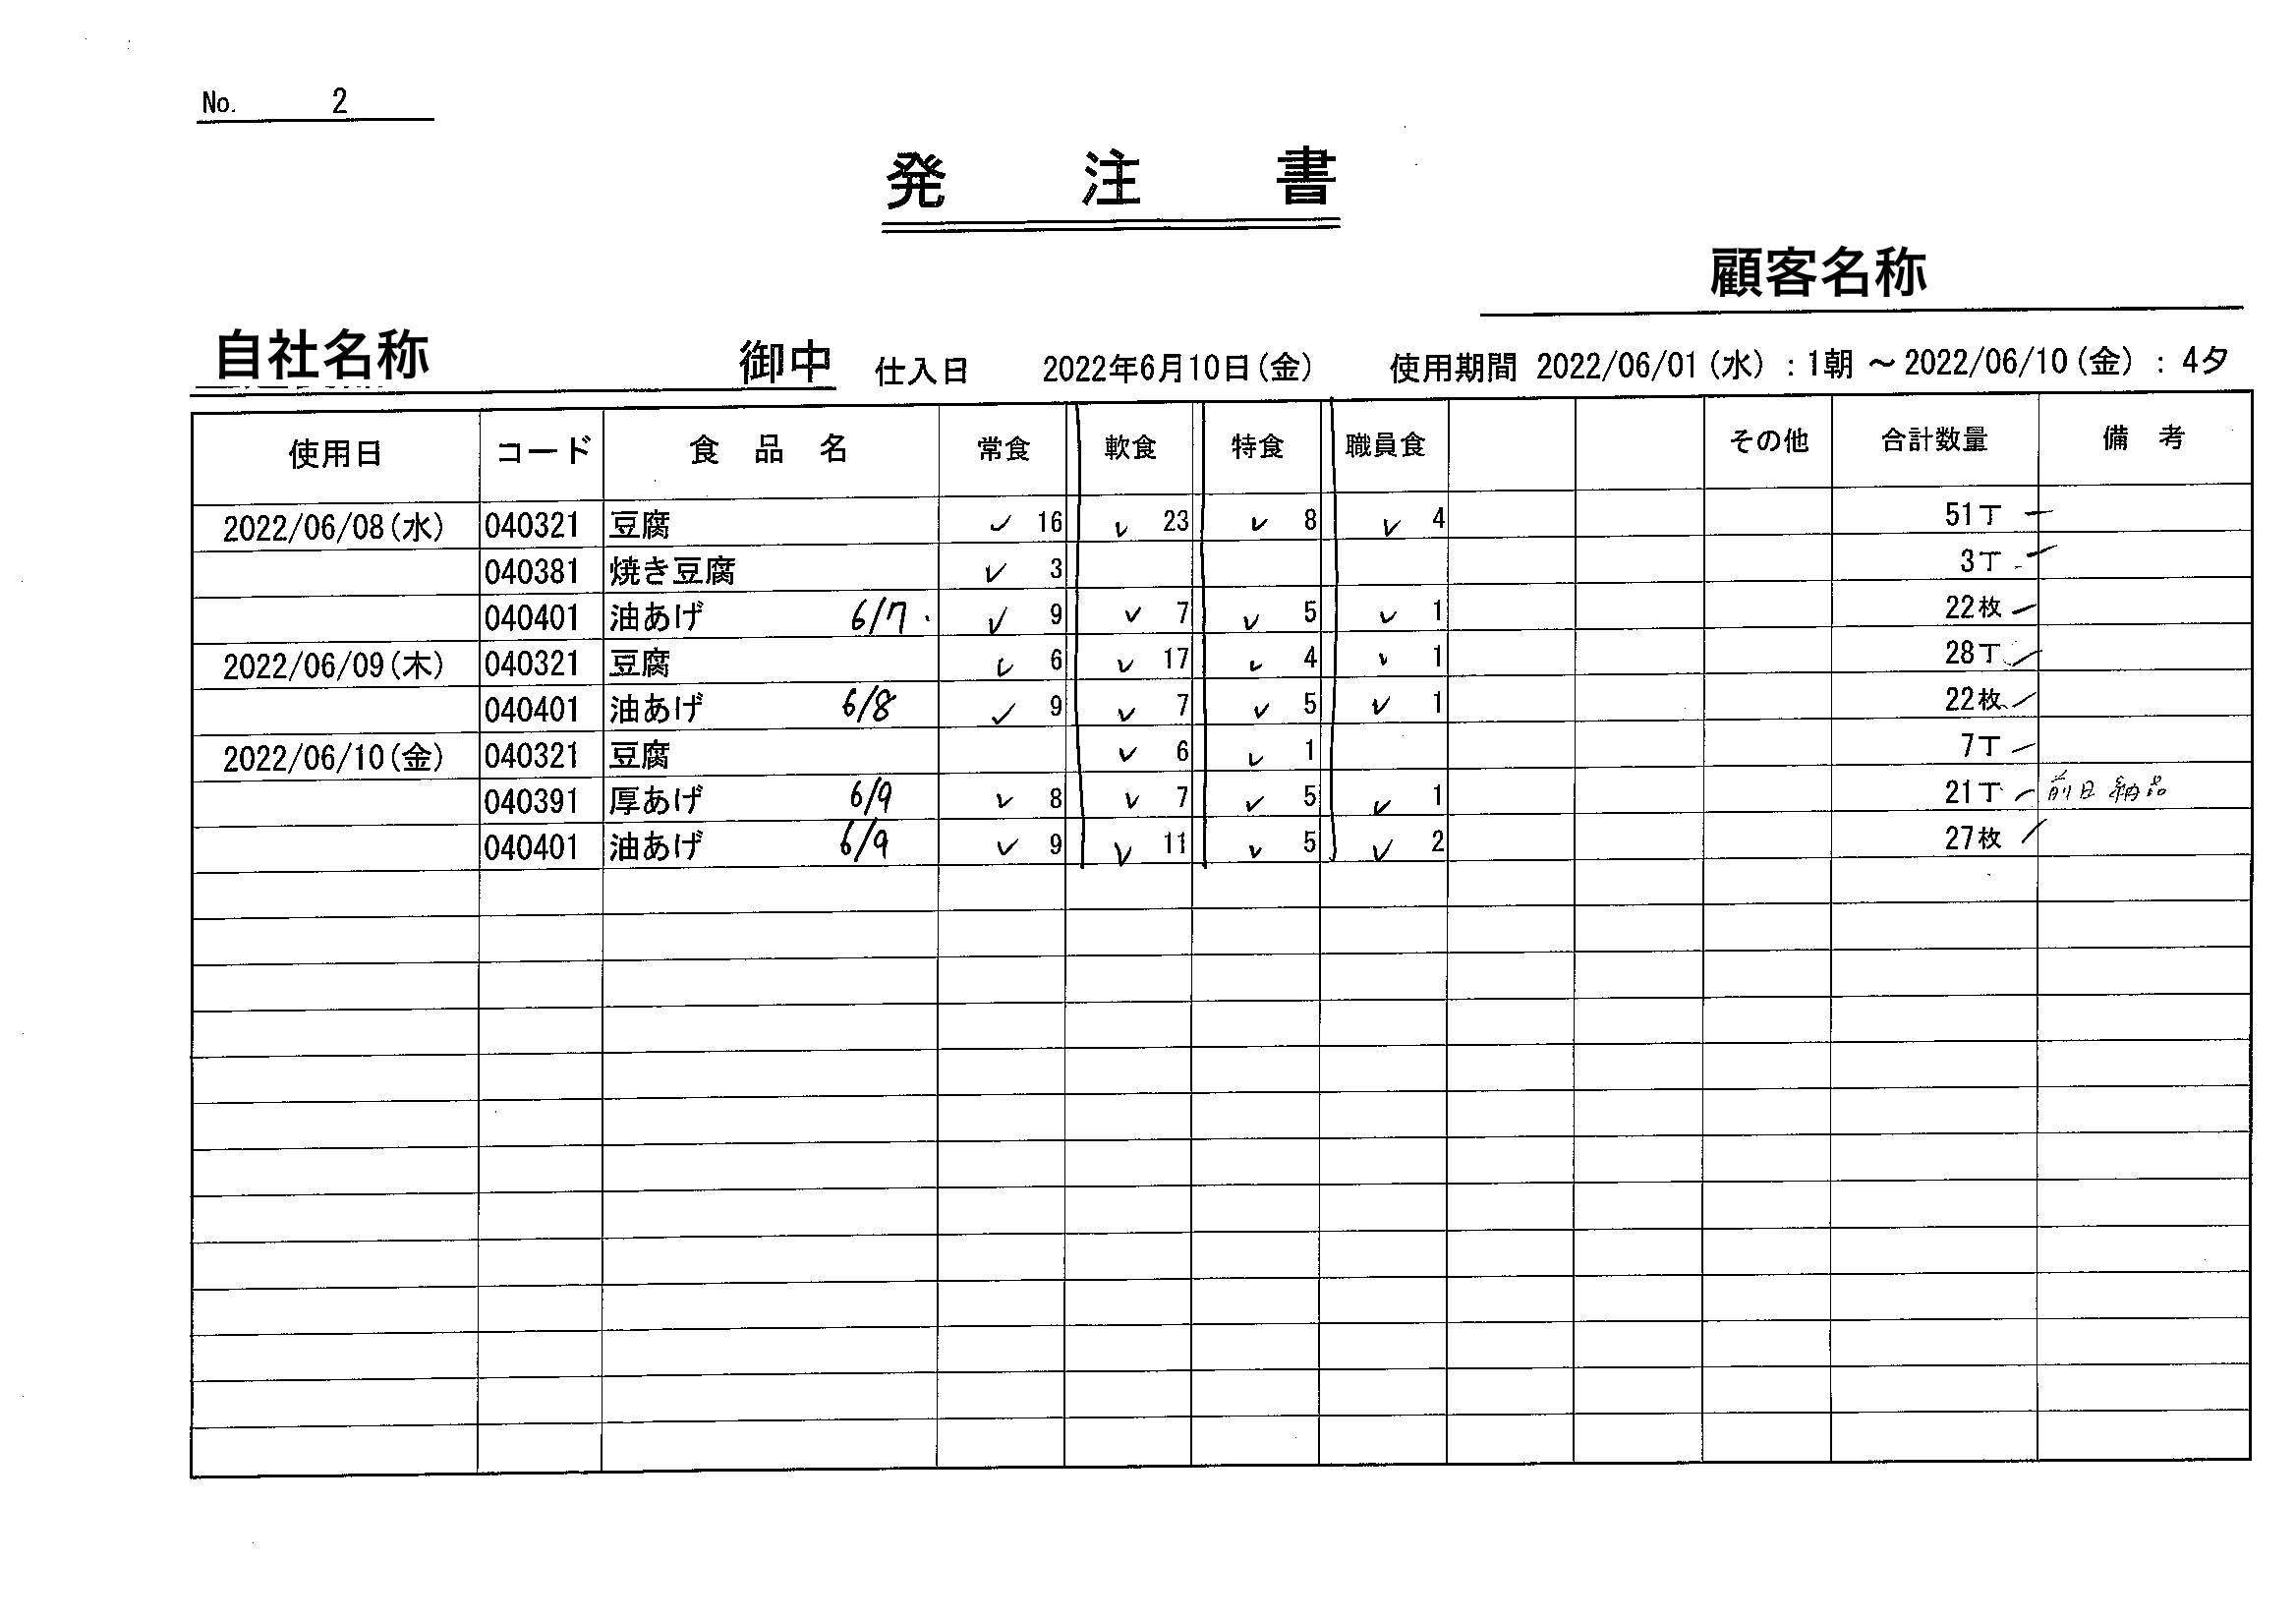 No. 2
発 注 書
顧客名称
自社名称 御中 仕入日 2022年6月10日(金) 使用期間 2022/06/01(水):1朝 ～2022/06/10(金):4夕
使用日 コード 食 品 名 常食 軟食 特食 職員食 その他 合計数量 備 考
2022/06/08(水) 040321 豆腐 ✓ 16 ✓ 23 ✓ 8 ✓ 4 51丁
040381 焼き豆腐 ✓ 3 3丁
040401 油あげ 6/7 ✓ 9 ✓ 7 ✓ 5 ✓ 1 22枚
2022/06/09(木) 040321 豆腐 ✓ 6 ✓ 17 ✓ 4 ✓ 1 28丁
040401 油あげ 6/8 ✓ 9 ✓ 7 ✓ 5 ✓ 1 22枚
2022/06/10(金) 040321 豆腐 ✓ 6 ✓ 1 7丁
040391 厚あげ 6/9 ✓ 8 ✓ 7 ✓ 5 ✓ 1 21丁 前日納品
040401 油あげ 6/9 ✓ 9 ✓ 11 ✓ 5 ✓ 2 27枚